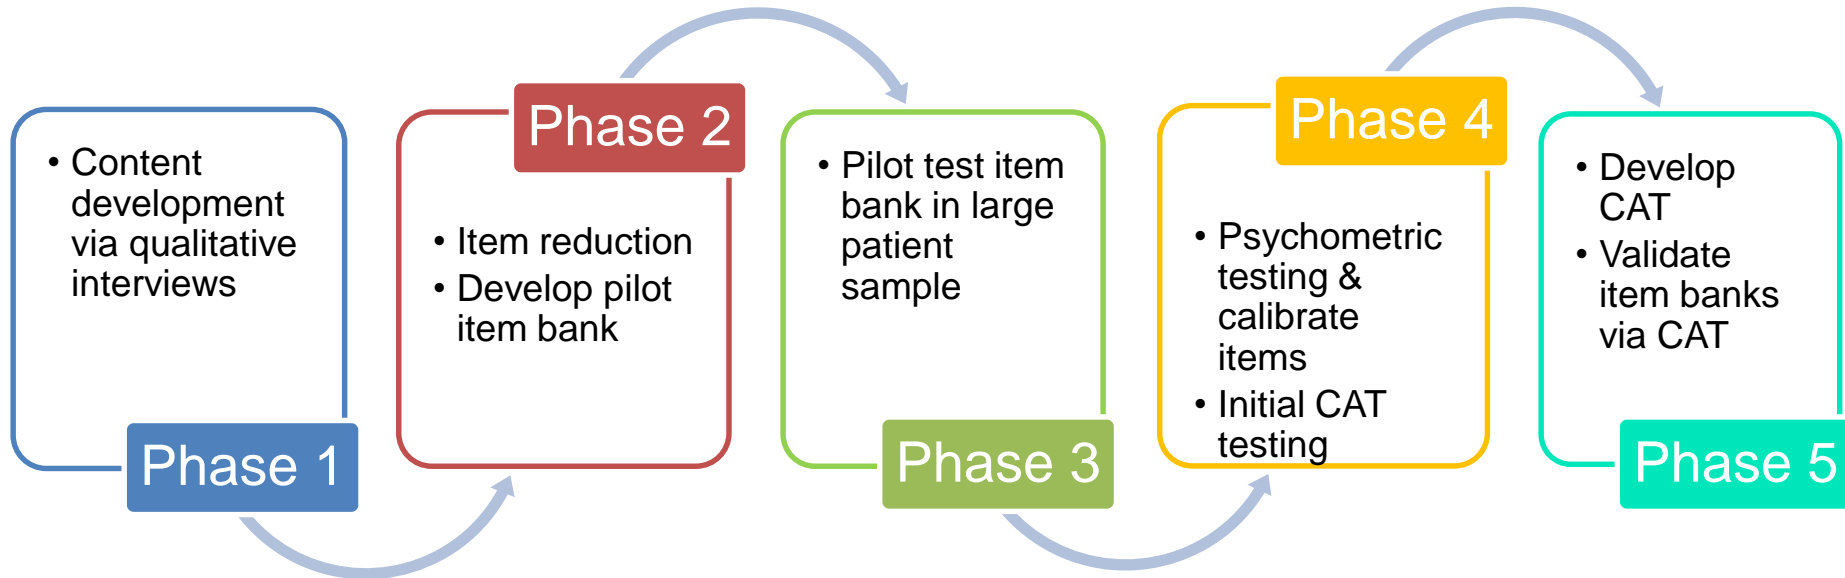 • Content
development
via qualitative
interviews
Phase 1
Phase 2
• Item reduction
• Develop pilot
item bank
• Pilot test item
bank in large
patient
sample
Phase 3
Phase 4
• Psychometric
testing &
calibrate
items
• Initial CAT
testing
• Develop
CAT
• Validate
item banks
via CAT
Phase 5